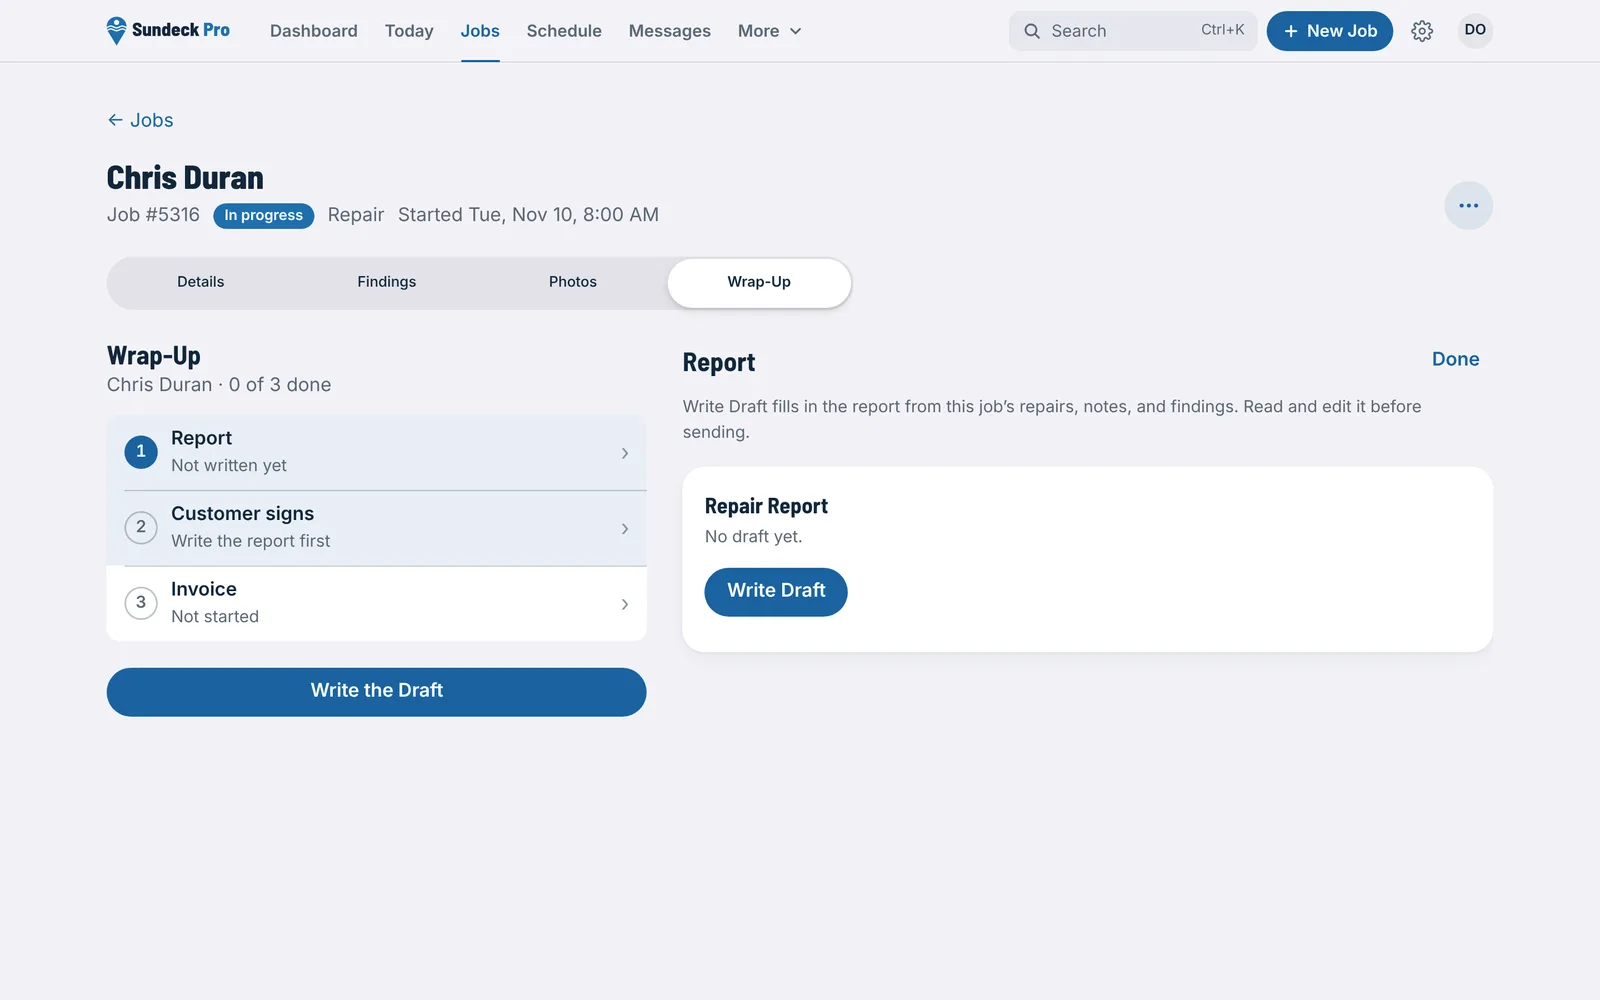 Sundeck Pro
Dashboard
Today
Jobs
Schedule
Messages
More
Search
Ctrl+K
+ New Job
DO
← Jobs
Chris Duran
Job #5316 In progress Repair Started Tue, Nov 10, 8:00 AM
Details
Findings
Photos
Wrap-Up
Wrap-Up
Chris Duran · 0 of 3 done
1
Report
Not written yet
2
Customer signs
Write the report first
3
Invoice
Not started
Write the Draft
Report
Done
Write Draft fills in the report from this job’s repairs, notes, and findings. Read and edit it before
sending.
Repair Report
No draft yet.
Write Draft